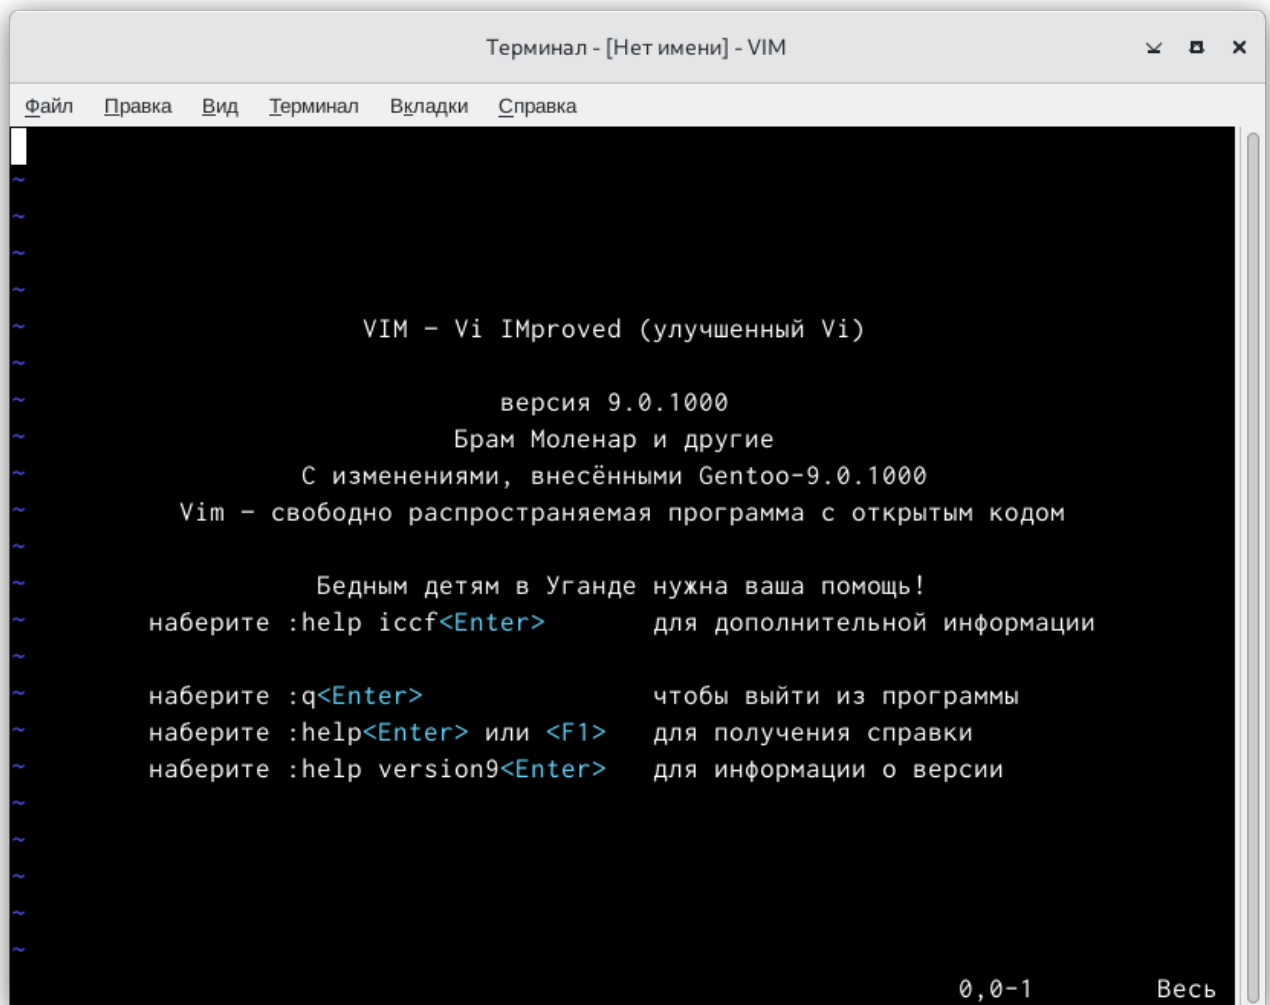 Терминал - [Нет имени] - VIM
Файл Правка Вид Терминал Вкладки Справка
~
~
~
~
~ VIM - Vi IMproved (улучшенный Vi)
~
~ версия 9.0.1000
~ Брам Моленар и другие
~ С изменениями, внесёнными Gentoo-9.0.1000
~ Vim - свободно распространяемая программа с открытым кодом
~
~ Бедным детям в Уганде нужна ваша помощь!
~ наберите :help iccf<Enter> для дополнительной информации
~
~ наберите :q<Enter> чтобы выйти из программы
~ наберите :help<Enter> или <F1> для получения справки
~ наберите :help version9<Enter> для информации о версии
~
~
~
~
~
0,0-1 Весь